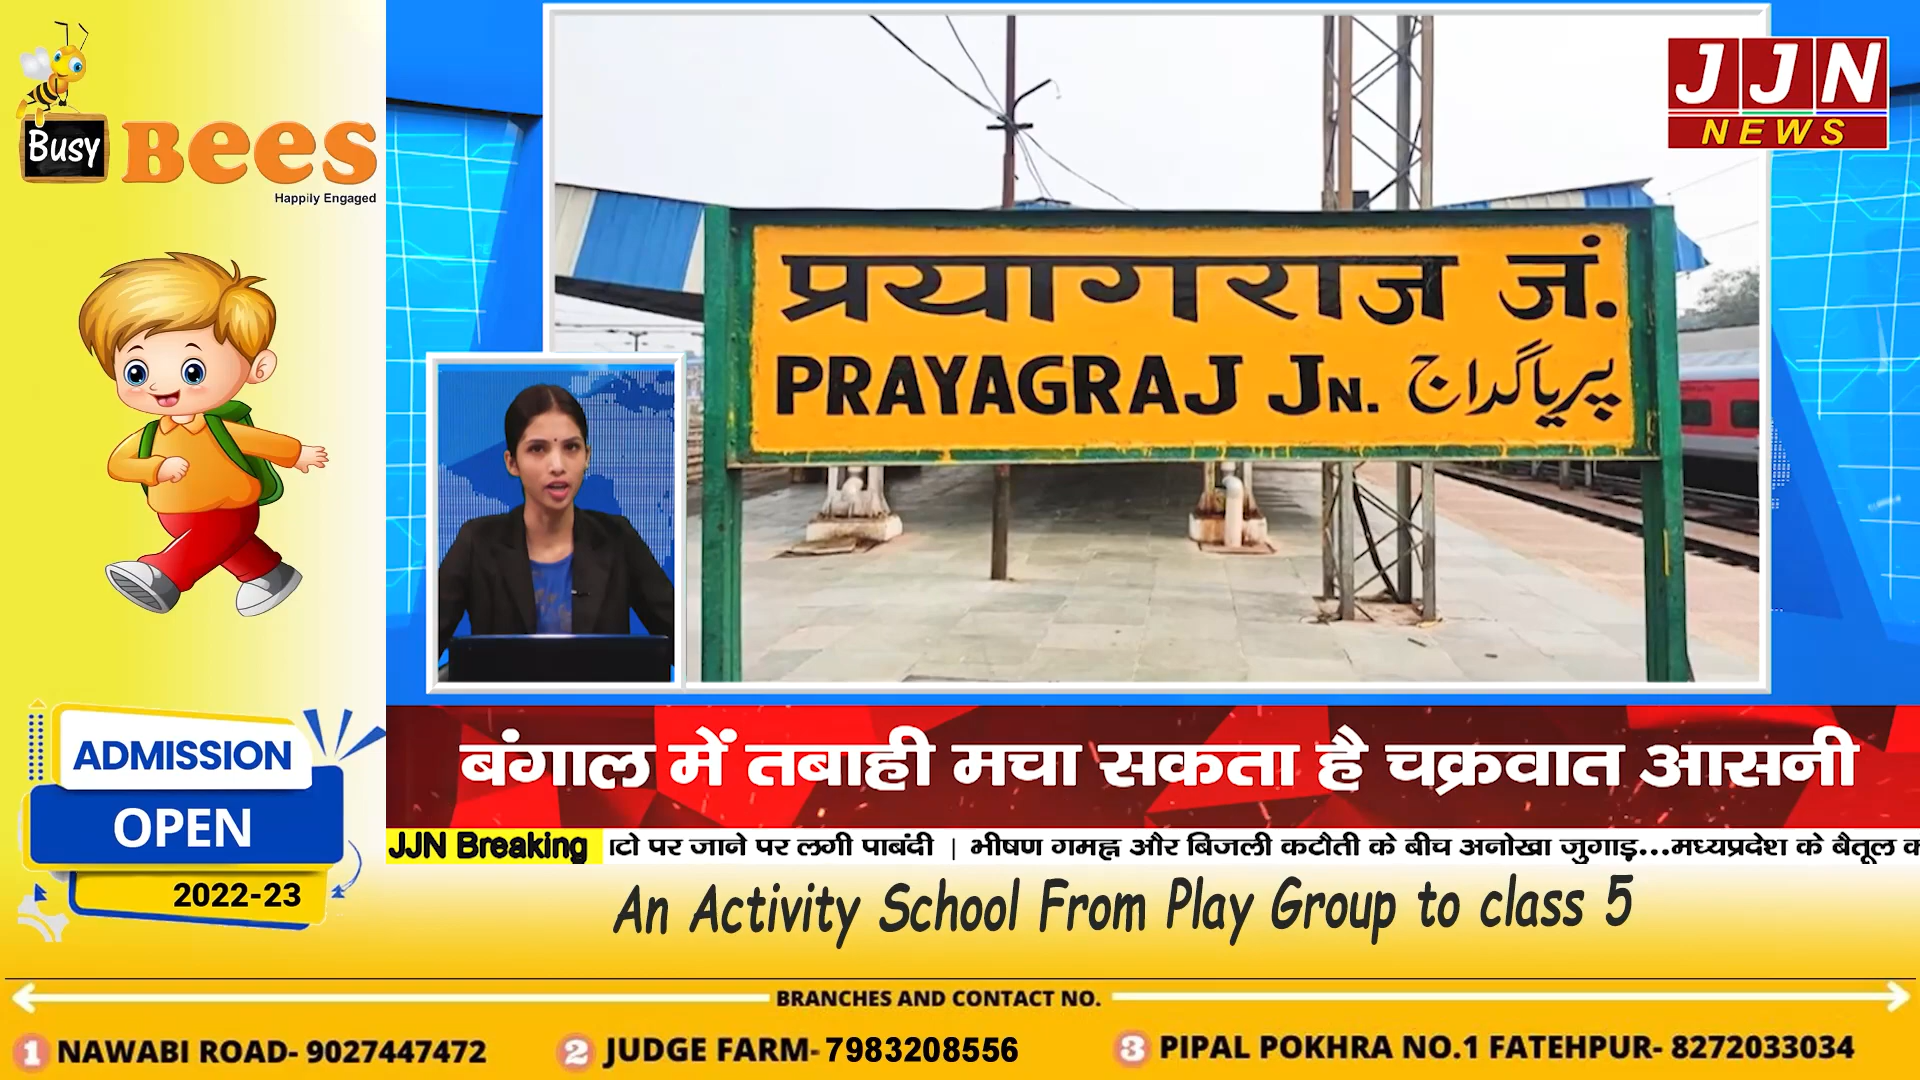 Busy Bees
Happily Engaged
JJN
NEWS
प्रयागराज जं.
PRAYAGRAJ JN. پریاگداج
बंगाल में तबाही मचा सकता है चक्रवात आसनी
ADMISSION
OPEN
2022-23
JJN Breaking
टो पर जाने पर लगी पाबंदी | भीषण गमह्न और बिजली कटौती के बीच अनोखा जुगाड़...मध्यप्रदेश के बैतूल
An Activity School From Play Group to class 5
BRANCHES AND CONTACT NO.
1 NAWABI ROAD- 9027447472
2 JUDGE FARM- 7983208556
3 PIPAL POKHRA NO.1 FATEHPUR- 8272033034